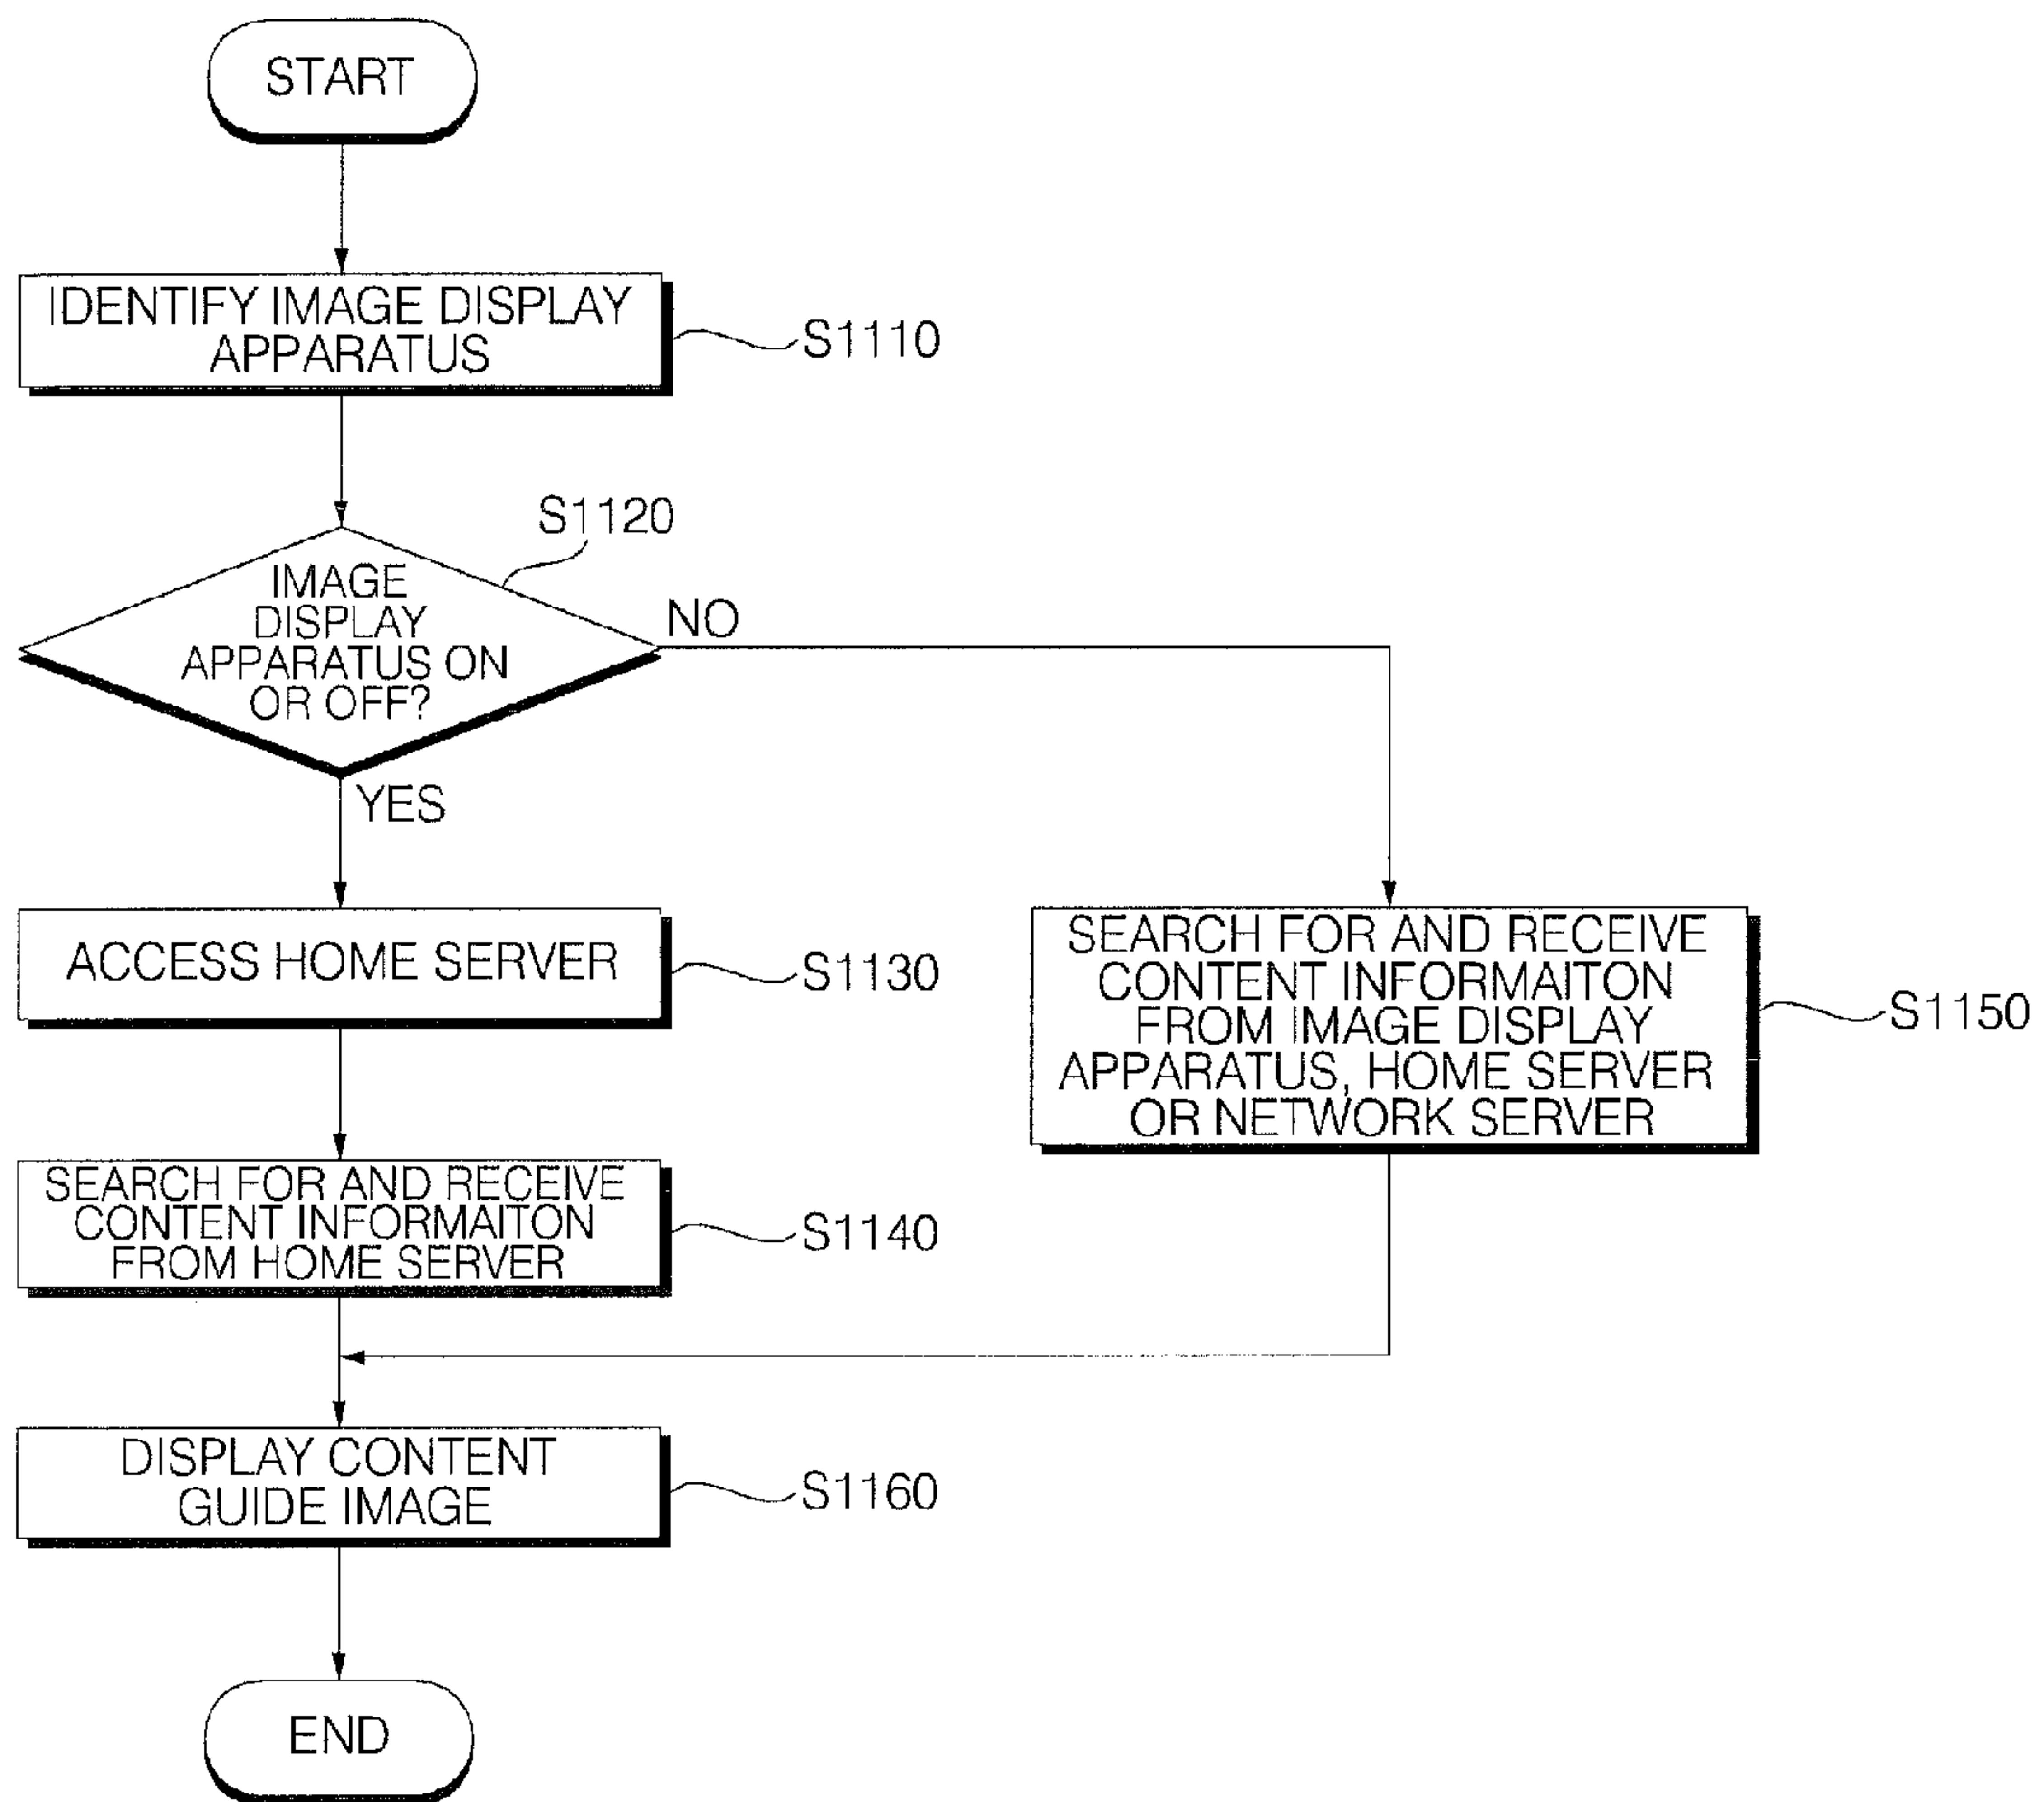 START
IDENTIFY IMAGE DISPLAY
APPARATUS
S1110
S1120
IMAGE
DISPLAY
APPARATUS ON
OR OFF?
NO
YES
ACCESS HOME SERVER
S1130
SEARCH FOR AND RECEIVE
CONTENT INFORMAITON
FROM IMAGE DISPLAY
APPARATUS, HOME SERVER
OR NETWORK SERVER
S1150
SEARCH FOR AND RECEIVE
CONTENT INFORMAITON
FROM HOME SERVER
S1140
DISPLAY CONTENT
GUIDE IMAGE
S1160
END